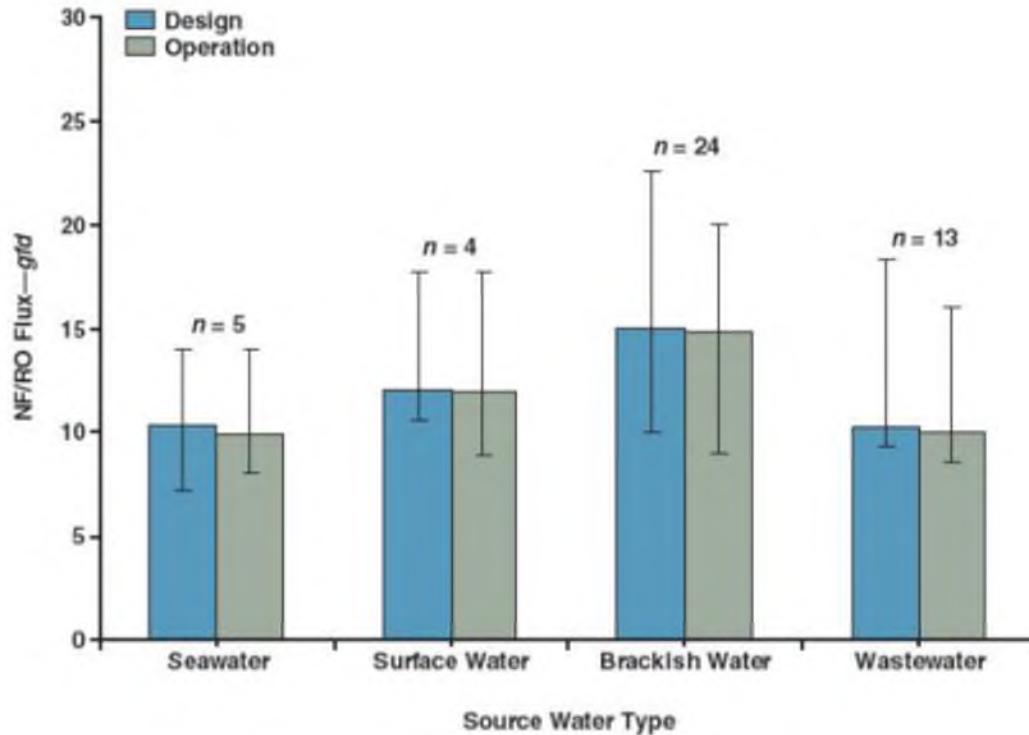 30
Design
Operation
25
n = 24
20
n = 4
n = 13
15
n = 5
10
5
0
NF/RO Flux—gfd
Seawater
Surface Water
Brackish Water
Wastewater
Source Water Type